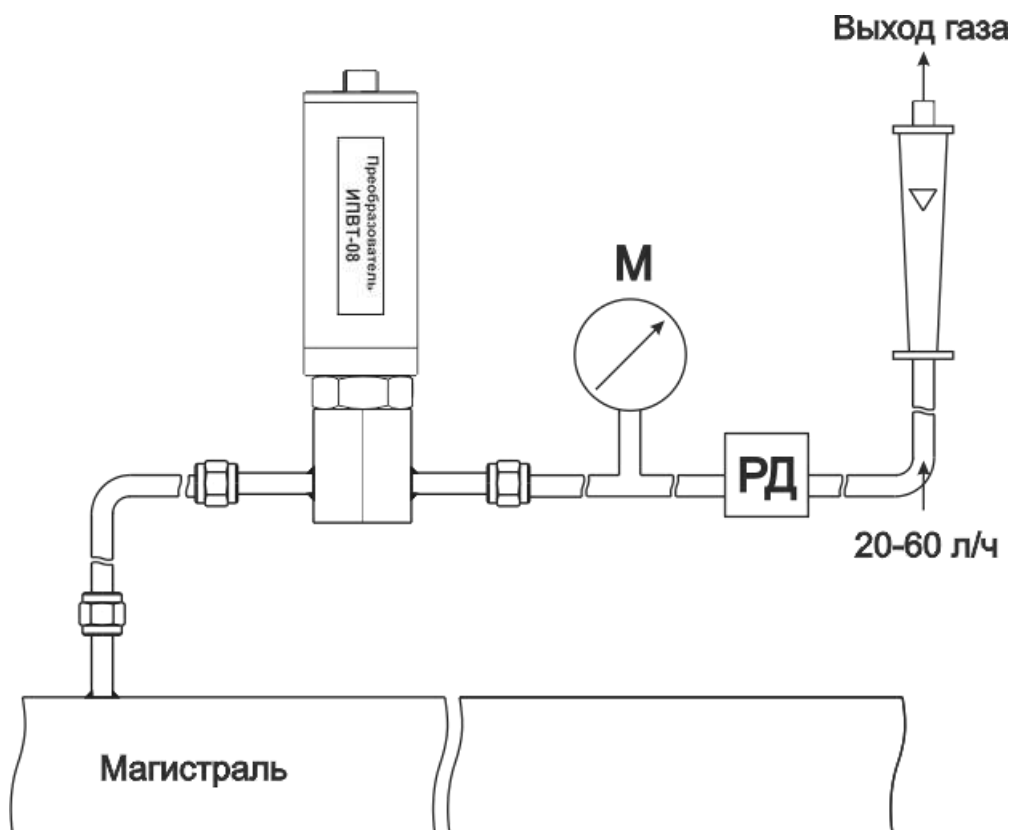 Выход газа
Преобразователь
ИПВТ-08
М
РД
20-60 л/ч
Магистраль